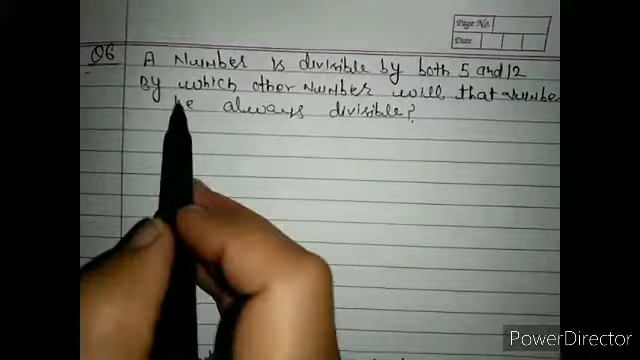 Page No.
Date
Q6 A Number is divisible by both 5 and 12
By which other Number will that Number
be always divisible?
PowerDirector